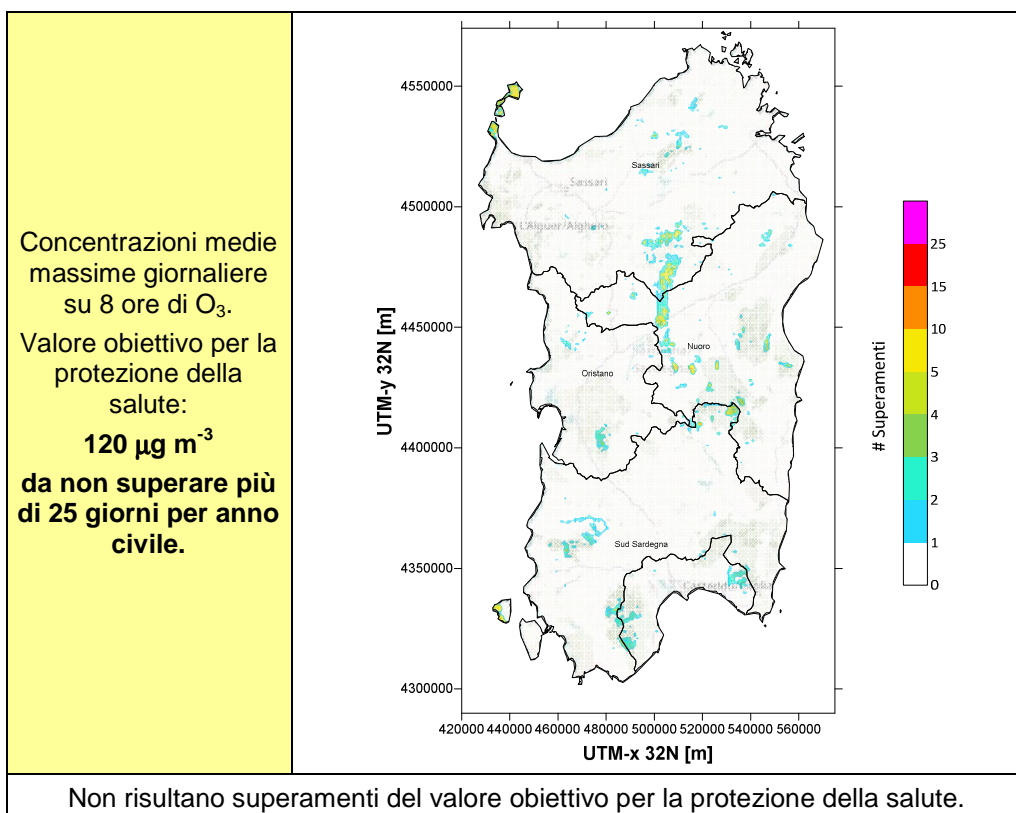 Concentrazioni medie
massime giornaliere
su 8 ore di O₃.
Valore obiettivo per la
protezione della
salute:
120 µg m⁻³
da non superare più
di 25 giorni per anno
civile.
4550000
4500000
4450000
4400000
4350000
4300000
UTM-y 32N [m]
420000 440000 460000 480000 500000 520000 540000 560000
UTM-x 32N [m]
Sassari
Sassari
L'Alguer/Alghero
Nuoro
Oristano
Sud Sardegna
# Superamenti
25
15
10
5
4
3
2
1
0
Non risultano superamenti del valore obiettivo per la protezione della salute.